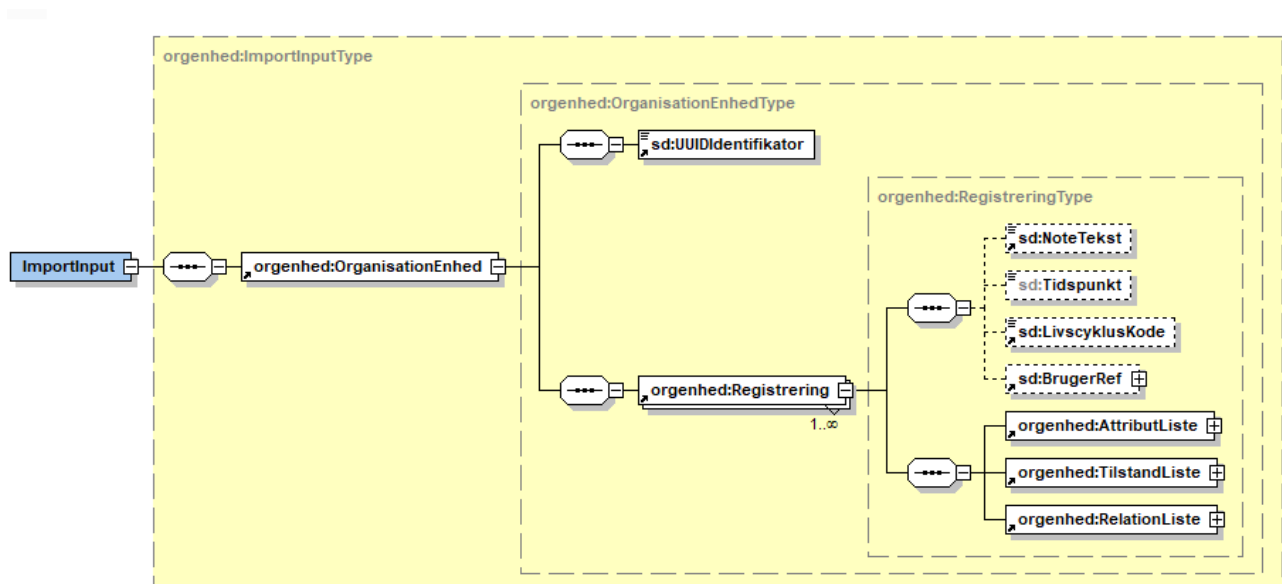 orgenhed:ImportInputType
orgenhed:OrganisationEnhedType
sd:UUIDIdentifikator
orgenhed:RegistreringType
sd:NoteTekst
ImportInput
orgenhed:OrganisationEnhed
sd:Tidspunkt
sd:LivscyklusKode
sd:BrugerRef
orgenhed:Registrering
1..∞
orgenhed:AttributListe
orgenhed:TilstandListe
orgenhed:RelationListe